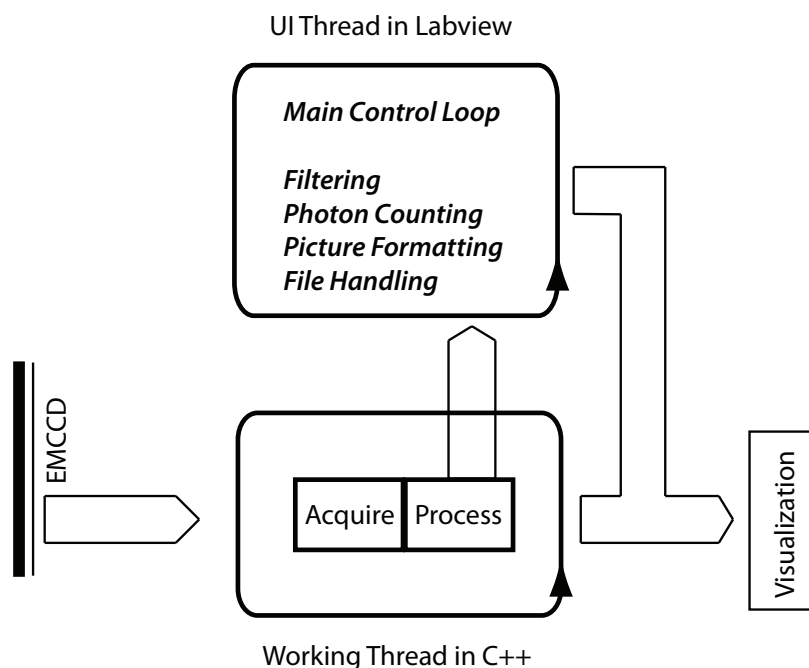 UI Thread in Labview
Main Control Loop
Filtering
Photon Counting
Picture Formatting
File Handling
EMCCD
Acquire
Process
Visualization
Working Thread in C++